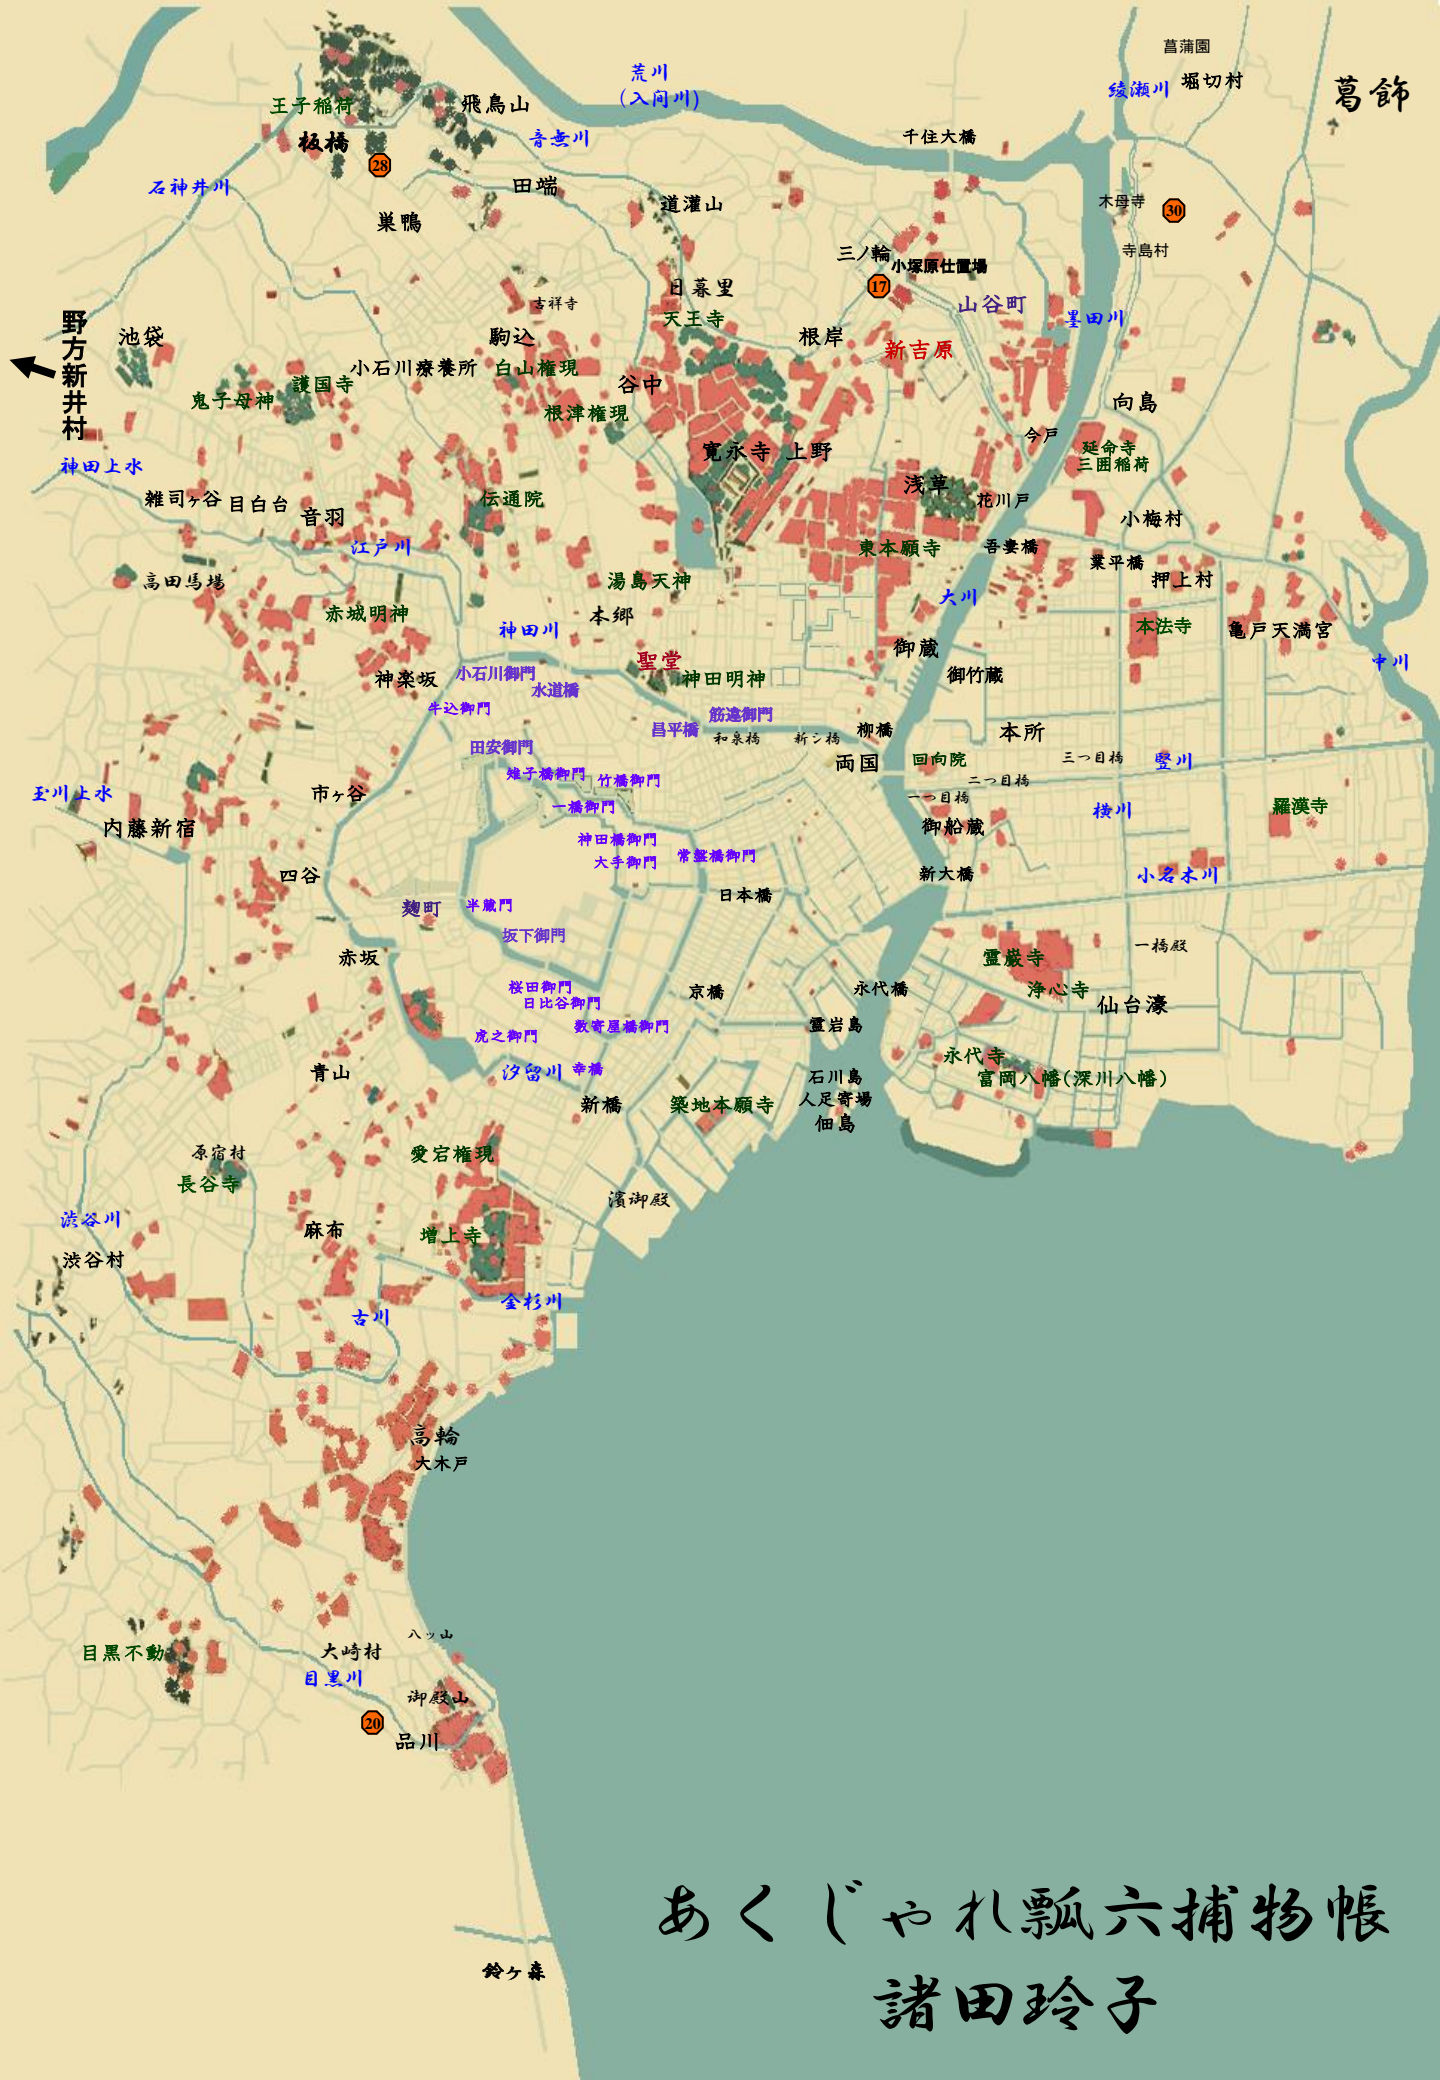 菖蒲園
荒川
(入间川)
綾瀬川
堀切村
葛飾
王子稲荷
飛鳥山
板橋
音無川
千住大橋
28
石神井川
田端
巣鴨
道灌山
木母寺
30
寺島村
三ノ輪
小塚原仕置場
17
日暮里
吉祥寺
山谷町
墨田川
天王寺
野方新井村
池袋
駒込
根岸
新吉原
小石川療養所
白山権現
護国寺
谷中
鬼子母神
根津権現
向島
今戸
延命寺
三囲稲荷
寛永寺
上野
神田上水
浅草
花川戸
雑司ヶ谷
目白台
音羽
伝通院
小梅村
江戸川
東本願寺
吾妻橋
業平橋
押上村
高田馬場
湯島天神
大川
赤城明神
本郷
神田川
本法寺
亀戸天満宮
御蔵
中川
聖堂
神田明神
神楽坂
小石川御門
水道橋
御竹蔵
牛込御門
筋違御門
昌平橋
和泉橋
新シ橋
柳橋
本所
田安御門
両国
回向院
三つ目橋
竪川
雉子橋御門
竹橋御門
二つ目橋
玉川上水
市ヶ谷
一橋御門
一つ目橋
横川
羅漢寺
内藤新宿
御船蔵
神田橋御門
大手御門
常盤橋御門
四谷
新大橋
小名木川
日本橋
麹町
半蔵門
坂下御門
一橋殿
赤坂
霊巌寺
桜田御門
日比谷御門
京橋
永代橋
浄心寺
仙台濠
数寄屋橋御門
霊岩島
虎之御門
汐留川
幸橋
永代寺
青山
石川島
富岡八幡(深川八幡)
人足寄場
新橋
築地本願寺
佃島
原宿村
愛宕権現
長谷寺
濱御殿
渋谷川
麻布
増上寺
渋谷村
金杉川
古川
高輪
大木戸
八ッ山
目黒不動
大崎村
目黒川
御殿山
20
品川
あくじゃれ瓢六捕物帳
諸田玲子
鈴ヶ森